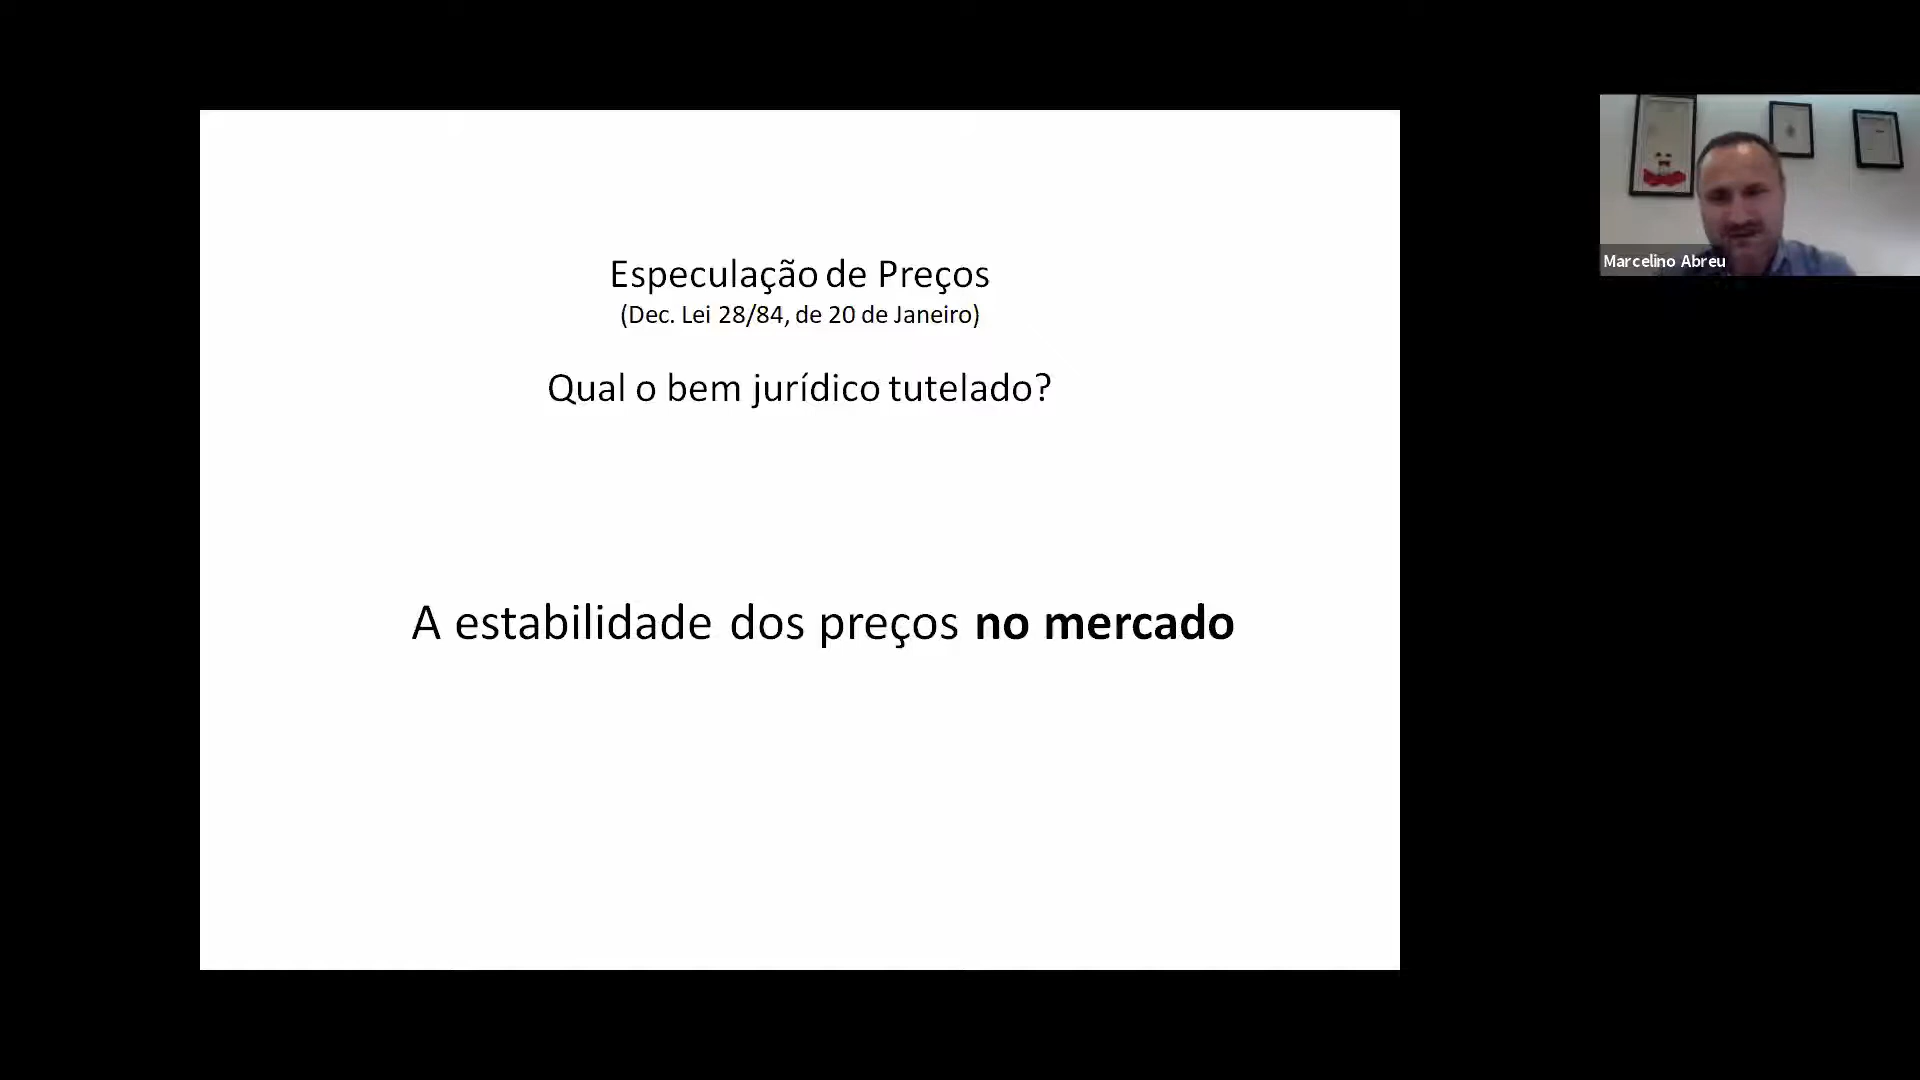 Especulação de Preços
(Dec. Lei 28/84, de 20 de Janeiro)
Qual o bem jurídico tutelado?
A estabilidade dos preços no mercado
Marcelino Abreu